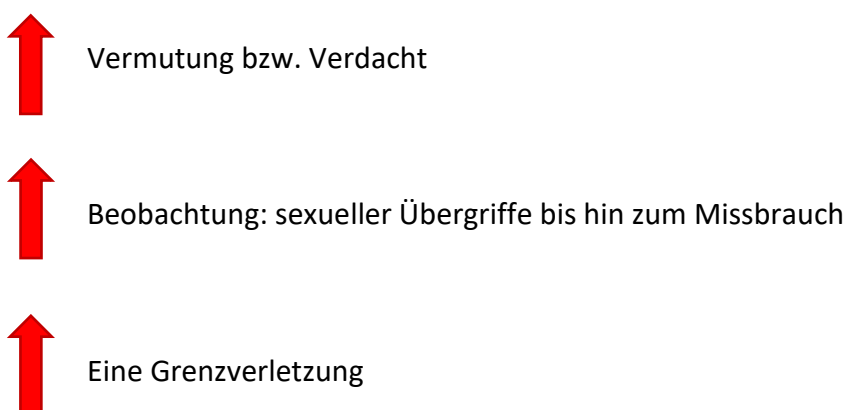 Vermutung bzw. Verdacht
Beobachtung: sexueller Übergriffe bis hin zum Missbrauch
Eine Grenzverletzung